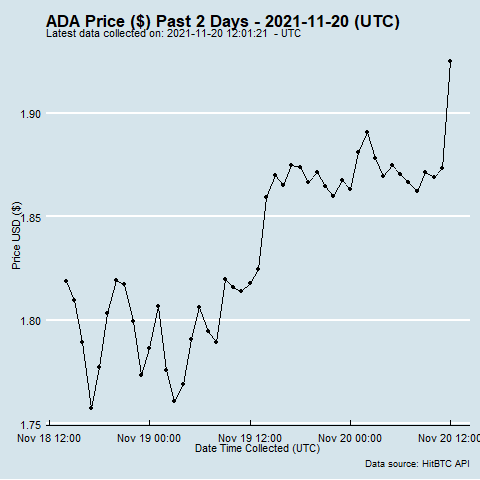 ADA Price ($) Past 2 Days - 2021-11-20 (UTC)
Latest data collected on: 2021-11-20 12:01:21  - UTC
1.90
1.85
1.80
1.75
Price USD ($)
Nov 18 12:00 Nov 19 00:00 Nov 19 12:00 Nov 20 00:00 Nov 20 12:00
Date Time Collected (UTC)
Data source: HitBTC API